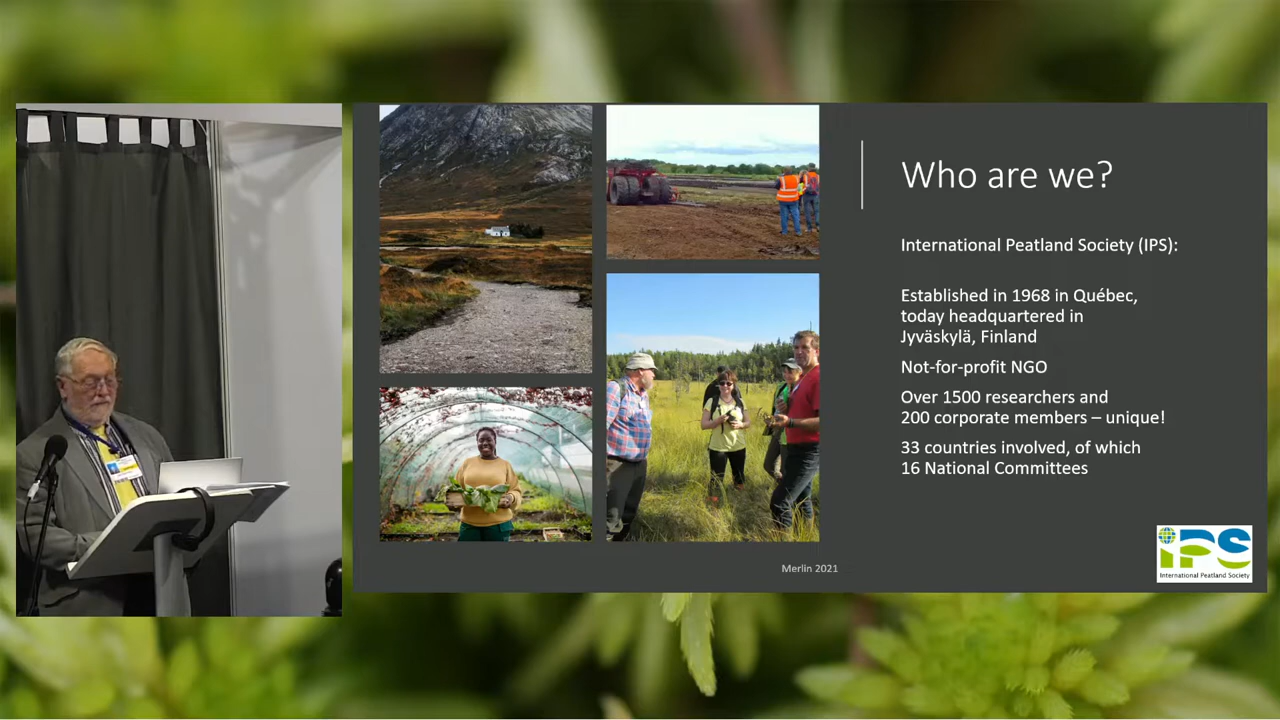 Who are we?
International Peatland Society (IPS):
Established in 1968 in Québec,
today headquartered in
Jyväskylä, Finland
Not-for-profit NGO
Over 1500 researchers and
200 corporate members – unique!
33 countries involved, of which
16 National Committees
Merlin 2021
iPS
International Peatland Society